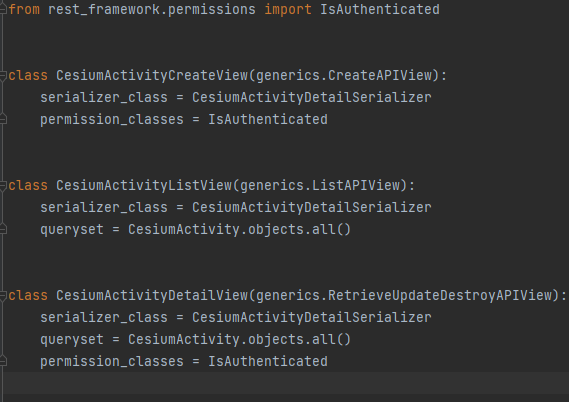 from rest_framework.permissions import IsAuthenticated
class CesiumActivityCreateView(generics.CreateAPIView):
    serializer_class = CesiumActivityDetailSerializer
    permission_classes = IsAuthenticated
class CesiumActivityListView(generics.ListAPIView):
    serializer_class = CesiumActivityDetailSerializer
    queryset = CesiumActivity.objects.all()
class CesiumActivityDetailView(generics.RetrieveUpdateDestroyAPIView):
    serializer_class = CesiumActivityDetailSerializer
    queryset = CesiumActivity.objects.all()
    permission_classes = IsAuthenticated